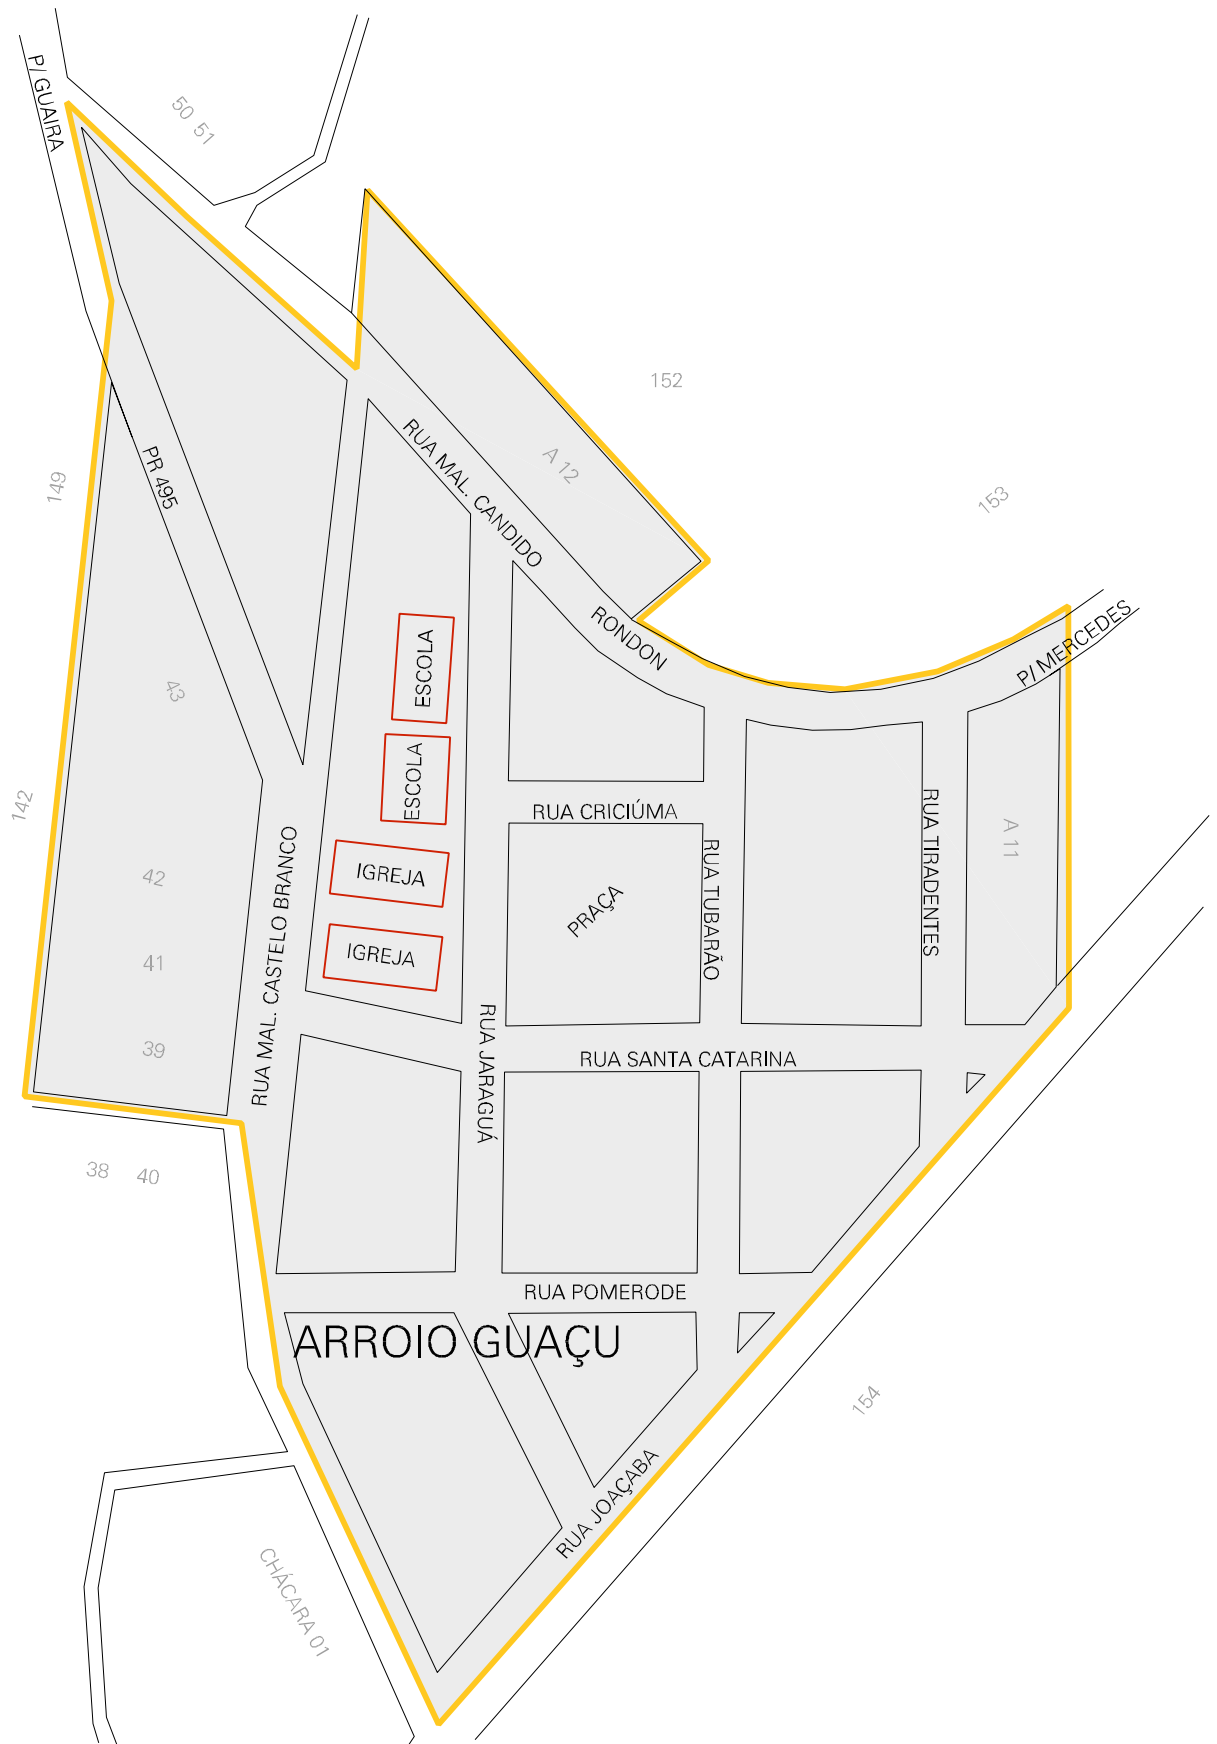 P/ GUAIRA
50 51
152
A 12
153
RUA MAL. CANDIDO
RONDON
P/ MERCEDES
149
PR 495
43
142
42
41
39
38 40
ESCOLA
ESCOLA
IGREJA
IGREJA
RUA MAL. CASTELO BRANCO
RUA CRICIÚMA
PRAÇA
RUA TUBARÃO
RUA TIRADENTES
A 11
RUA JARAGUÁ
RUA SANTA CATARINA
RUA POMERODE
ARROIO GUAÇU
RUA JOAÇABA
154
CHÁCARA 01